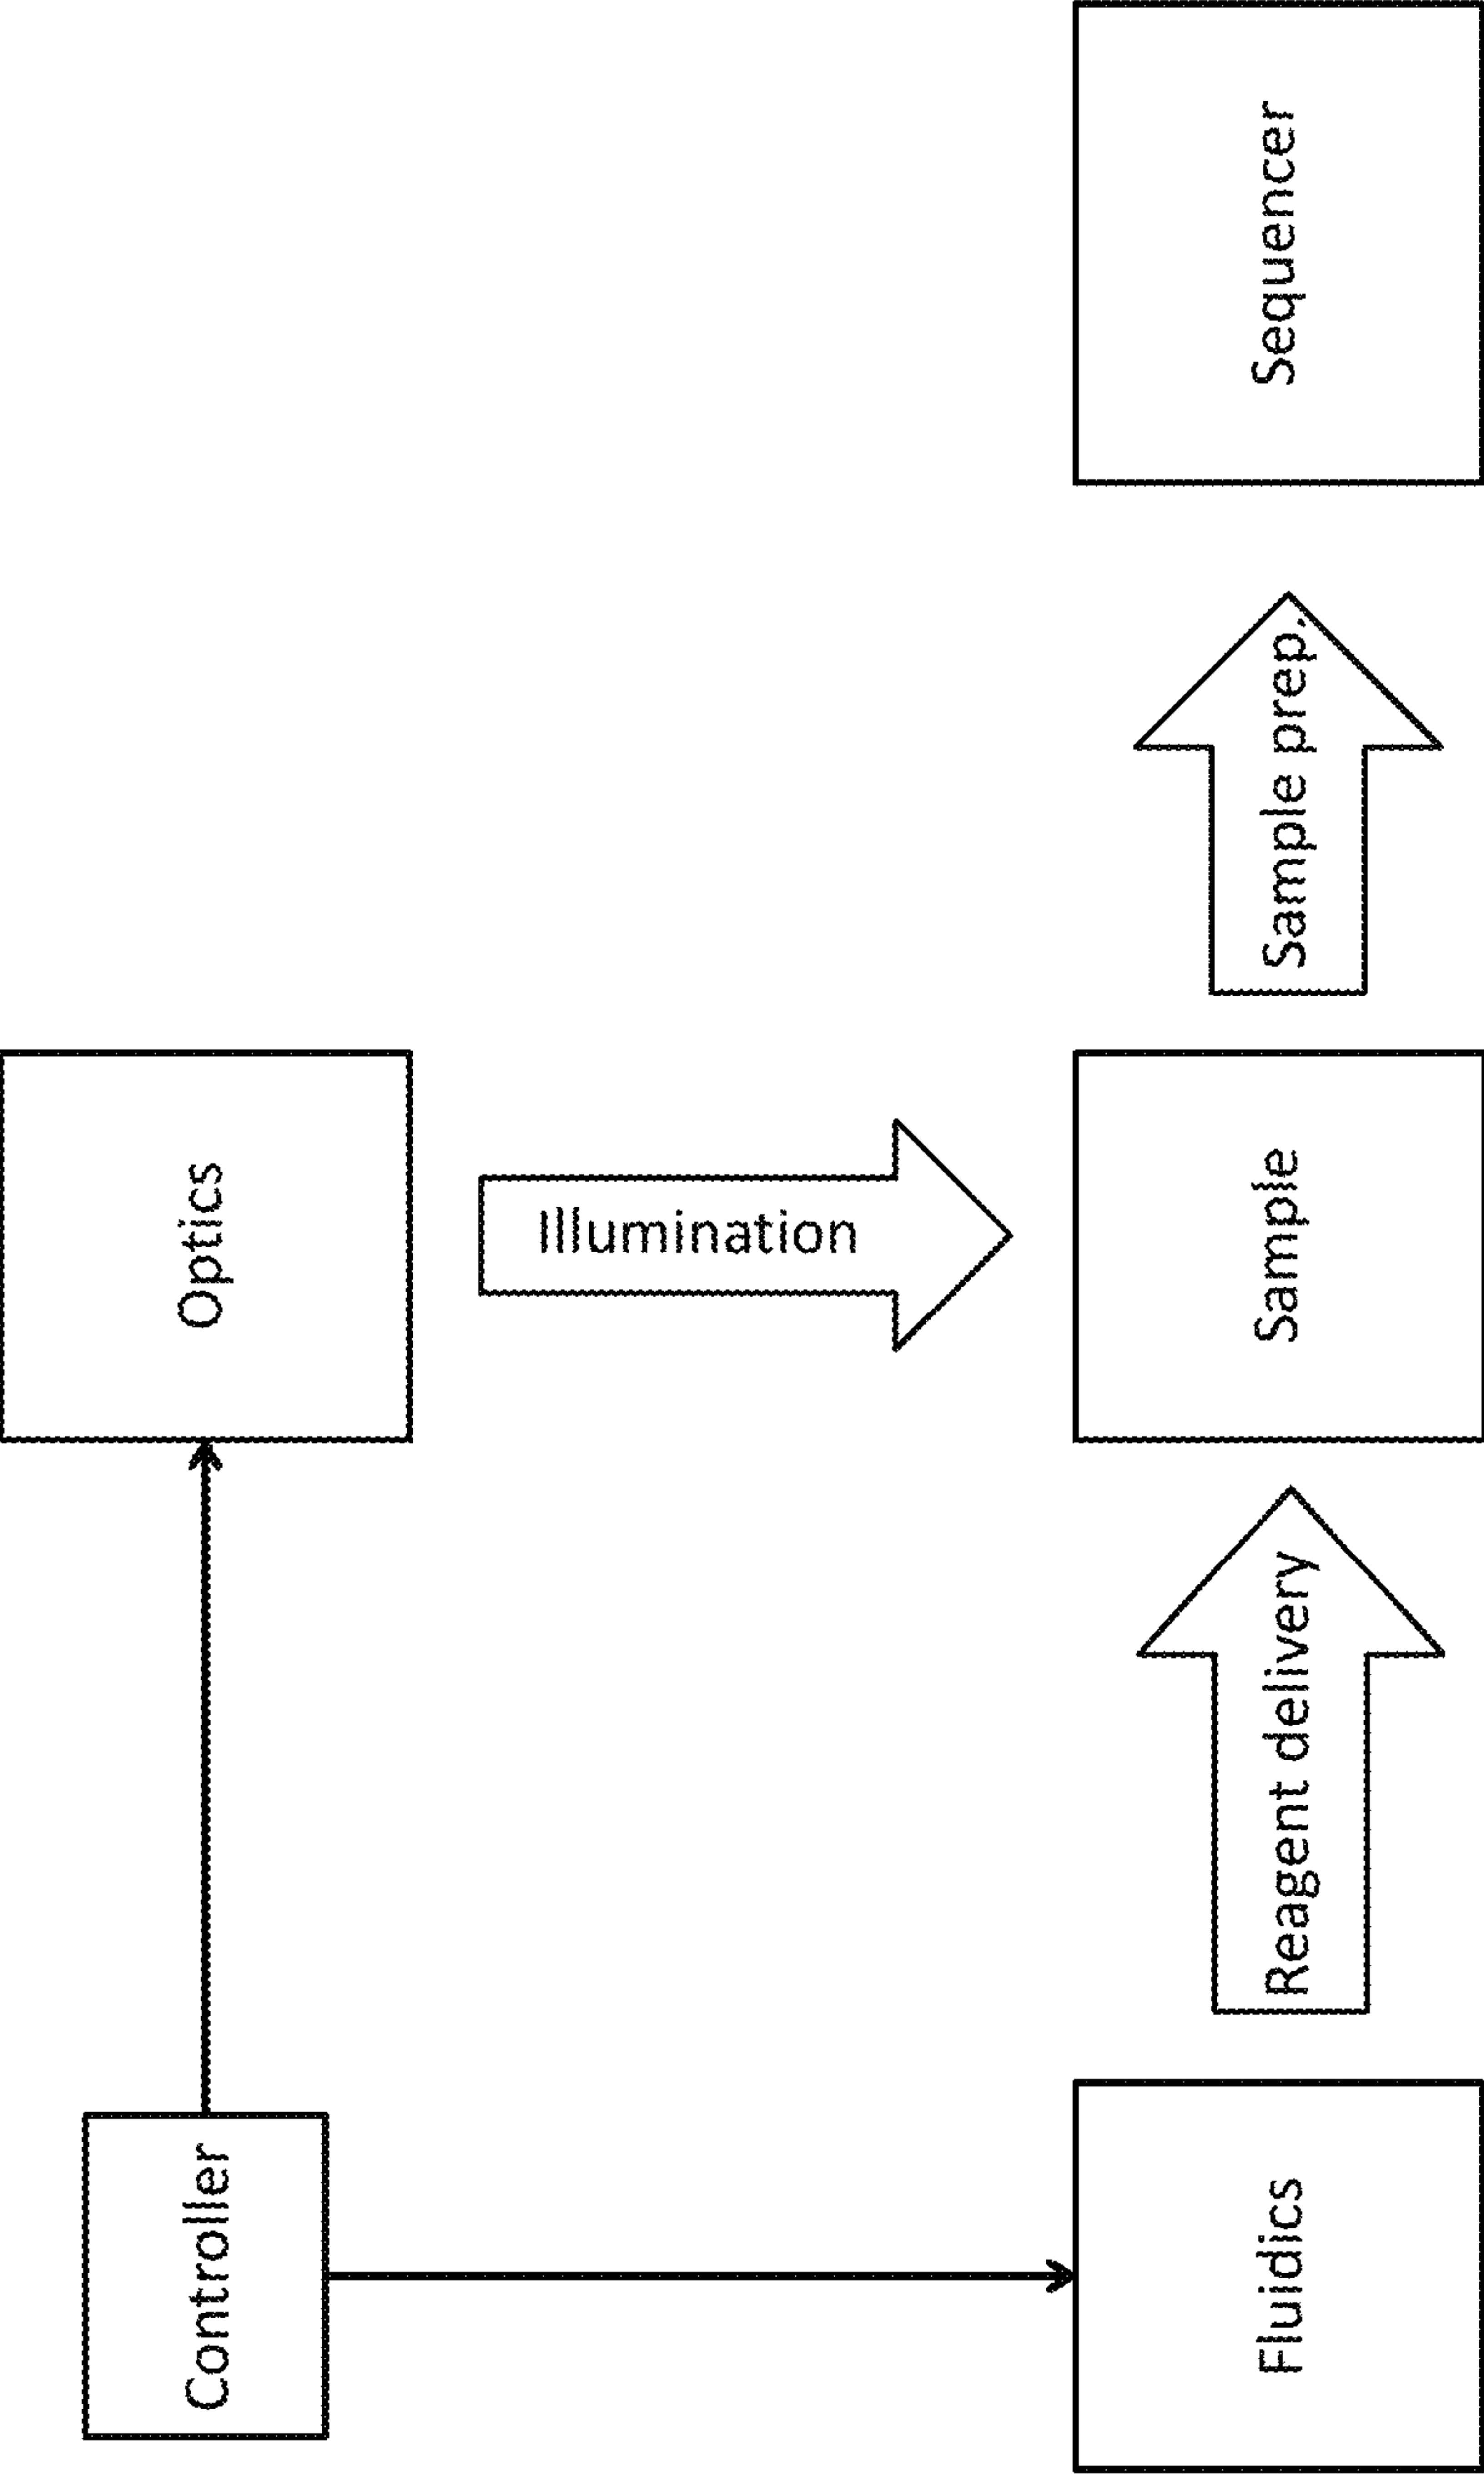 Controller
Optics
Illumination
Fluidics
Reagent delivery
Sample
Sample prep.
Sequencer